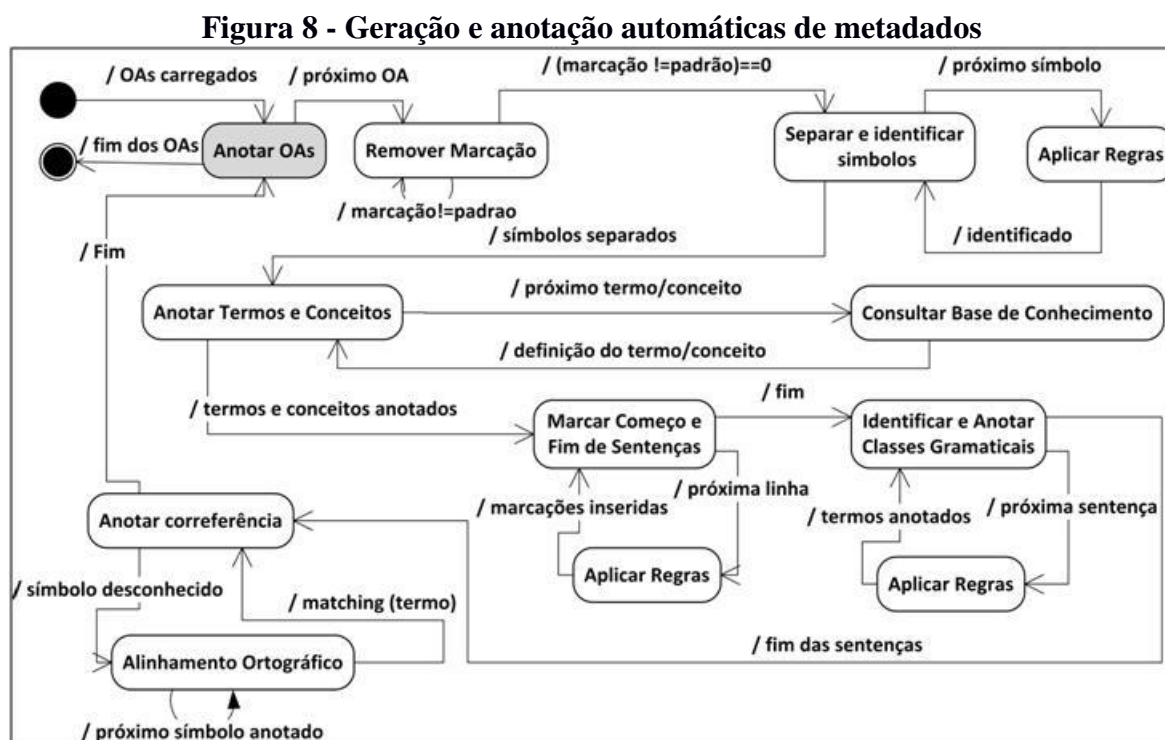 Figura 8 - Geração e anotação automáticas de metadados
/ OAs carregados
/ próximo OA
/ (marcação !=padrão)==0
/ próximo símbolo
/ fim dos OAs
Anotar OAs
Remover Marcação
Separar e identificar
simbolos
Aplicar Regras
/ marcação!=padrao
/ símbolos separados
/ identificado
/ Fim
Anotar Termos e Conceitos
/ próximo termo/conceito
Consultar Base de Conhecimento
/ definição do termo/conceito
/ termos e conceitos anotados
Marcar Começo e
Fim de Sentenças
/ fim
Identificar e Anotar
Classes Gramaticais
/ próxima linha
/ marcações inseridas
/ próxima sentença
/ termos anotados
Aplicar Regras
Aplicar Regras
Anotar correferência
/ símbolo desconhecido
/ matching (termo)
/ fim das sentenças
Alinhamento Ortográfico
/ próximo símbolo anotado